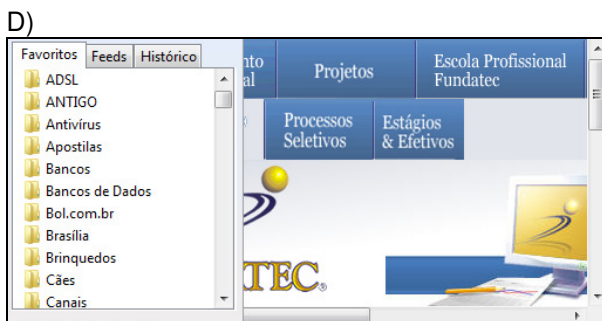 D)
Favoritos Feeds Histórico
ADSL
ANTIGO
Antivírus
Apostilas
Bancos
Bancos de Dados
Bol.com.br
Brasília
Brinquedos
Cães
Canais
Projetos
Escola Profissional
Fundatec
Processos
Seletivos
Estágios
& Efetivos